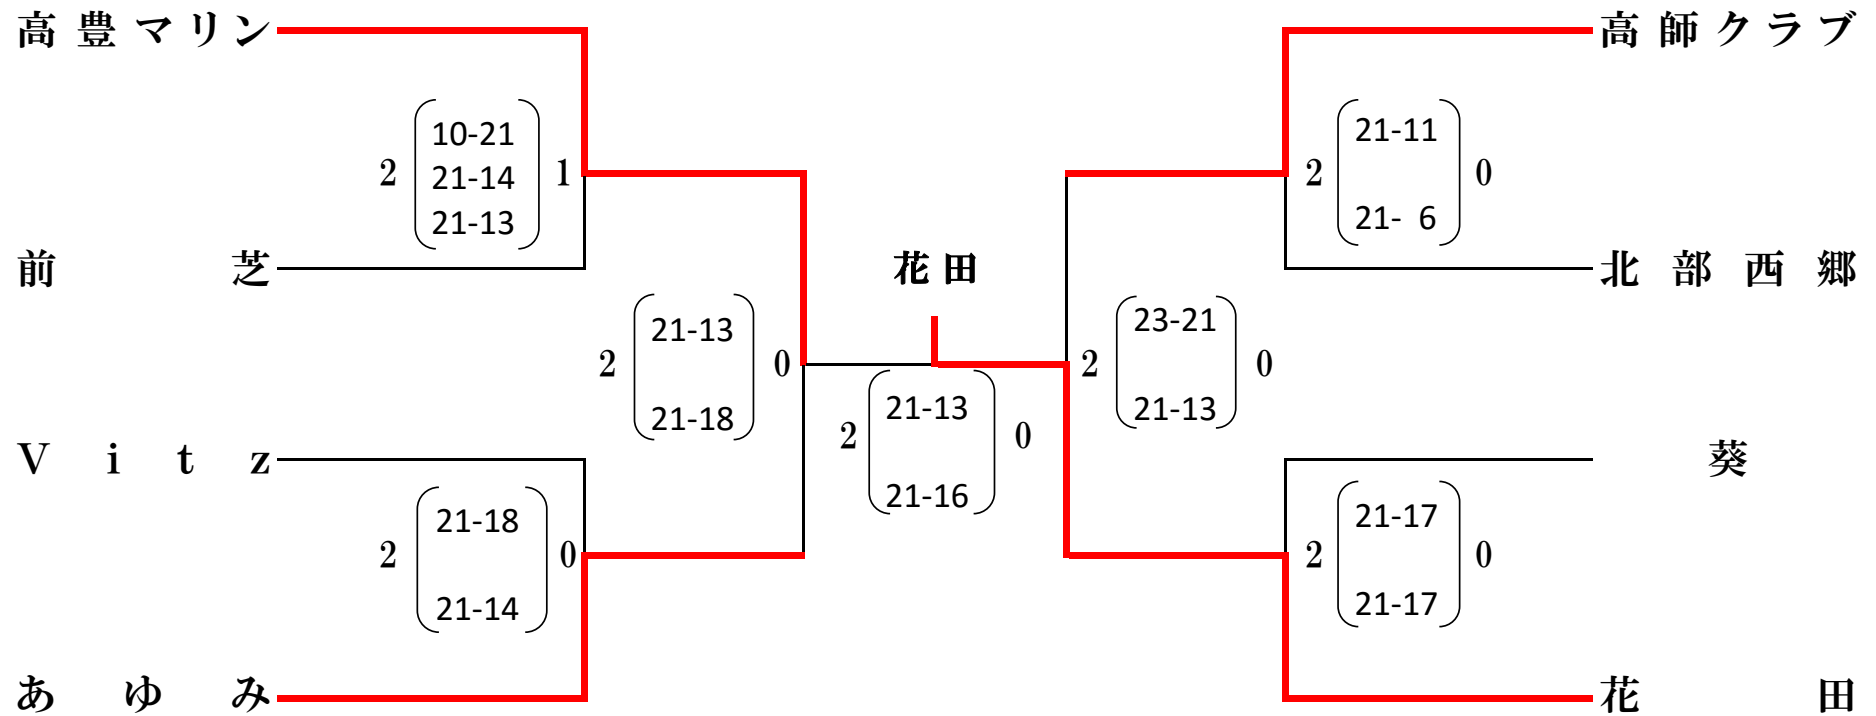 高豊マリン
高師クラブ
2 10-21 1
21-14
21-13
2 21-11 0
21- 6
前芝
花田
北部西郷
2 21-13 0
21-18
2 23-21 0
21-13
2 21-13 0
21-16
Vitz
葵
2 21-18 0
21-14
2 21-17 0
21-17
あゆみ
花田